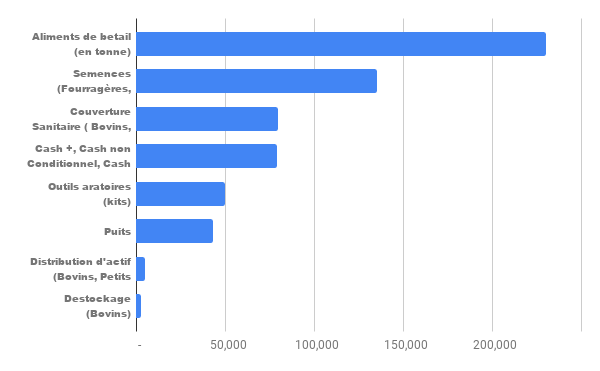 Aliments de betail
(en tonne)
Semences
(Fourragères,
Couverture
Sanitaire ( Bovins,
Cash +, Cash non
Conditionnel, Cash
Outils aratoires
(kits)
Puits
Distribution d'actif
(Bovins, Petits
Destockage
(Bovins)
- 50,000 100,000 150,000 200,000